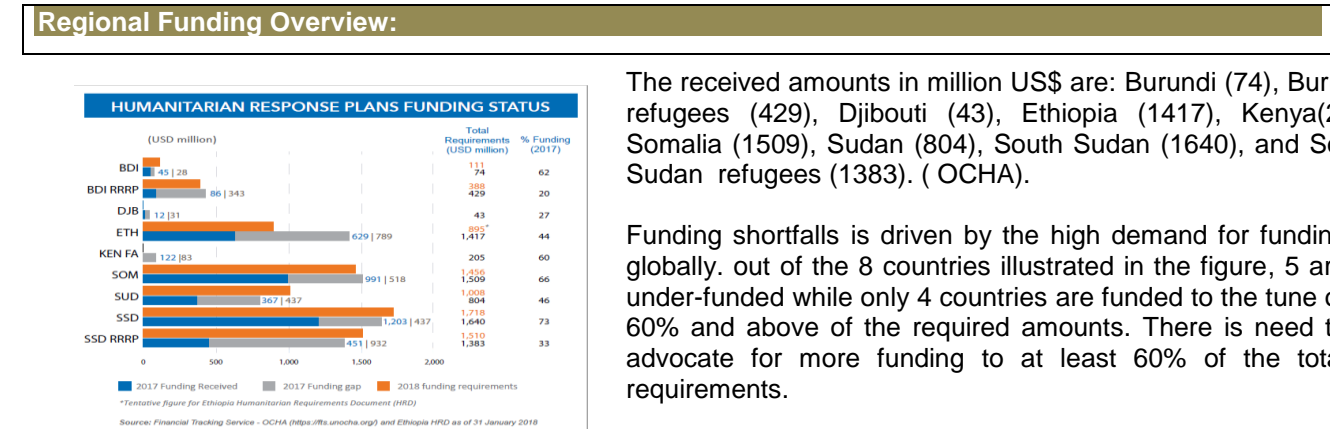 Regional Funding Overview:
HUMANITARIAN RESPONSE PLANS FUNDING STATUS
(USD million)
Total
Requirements
(USD million)
% Funding
(2017)
BDI 45 | 28 111 74 62
BDI RRRP 86 | 343 388 429 20
DJB 12 |31 43 27
ETH 629 | 789 895* 1,417 44
KEN FA 122 |83 205 60
SOM 991 | 518 1,456 1,509 66
SUD 367 | 437 1,008 804 46
SSD 1,203 | 437 1,718 1,640 73
SSD RRRP 451 | 932 1,510 1,383 33
0 500 1,000 1,500 2,000
2017 Funding Received 2017 Funding gap 2018 funding requirements
*Tentative figure for Ethiopia Humanitarian Requirements Document (HRD)
Source: Financial Tracking Service - OCHA (https://fts.unocha.org/) and Ethiopia HRD as of 31 January 2018
The received amounts in million US$ are: Burundi (74),
refugees (429), Djibouti (43), Ethiopia (1417),
Somalia (1509), Sudan (804), South Sudan (1640), and
Sudan refugees (1383). ( OCHA).
Funding shortfalls is driven by the high demand for
globally. out of the 8 countries illustrated in the figure, 5
under-funded while only 4 countries are funded to the tune
60% and above of the required amounts. There is need
advocate for more funding to at least 60% of the
requirements.